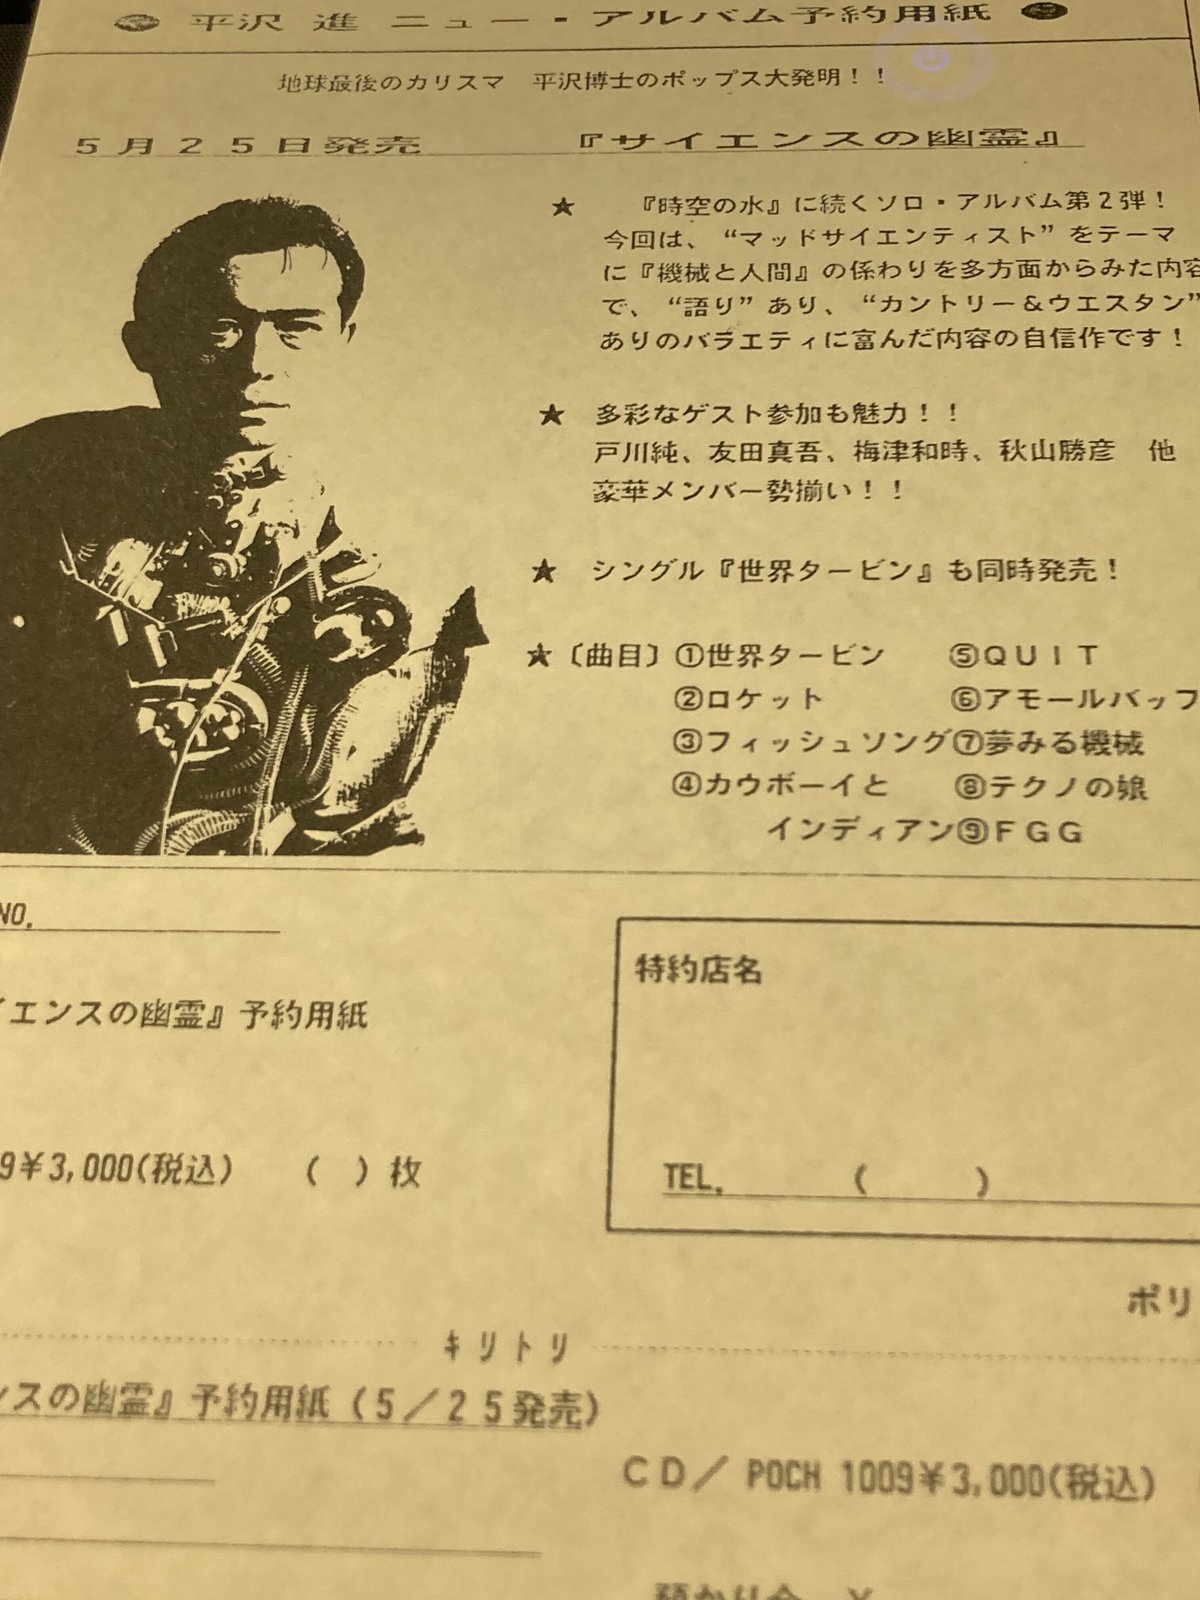 平沢 進 ニュー・アルバム予約用紙
地球最後のカリスマ 平沢博士のポップス大発明！！
５月２５日発売 『サイエンスの幽霊』
★ 『時空の水』に続くソロ・アルバム第２弾！
今回は、“マッドサイエンティスト”をテーマ
に『機械と人間』の係わりを多方面からみた内容
で、“語り”あり、“カントリー＆ウエスタン”
ありのバラエティに富んだ内容の自信作です！
★ 多彩なゲスト参加も魅力！！
戸川純、友田真吾、梅津和時、秋山勝彦 他
豪華メンバー勢揃い！！
★ シングル『世界タービン』も同時発売！
★〔曲目〕①世界タービン ⑤ＱＵＩＴ
②ロケット ⑥アモールバッフ
③フィッシュソング⑦夢みる機械
④カウボーイと ⑧テクノの娘
インディアン⑨ＦＧＧ
NO.
イエンスの幽霊』予約用紙
特約店名
9¥3,000(税込) ( ) 枚
TEL. ( )
ポリ
キリトリ
ンスの幽霊』予約用紙（５／２５発売）
ＣＤ／ POCH 1009¥3,000(税込)
預かり金 ¥